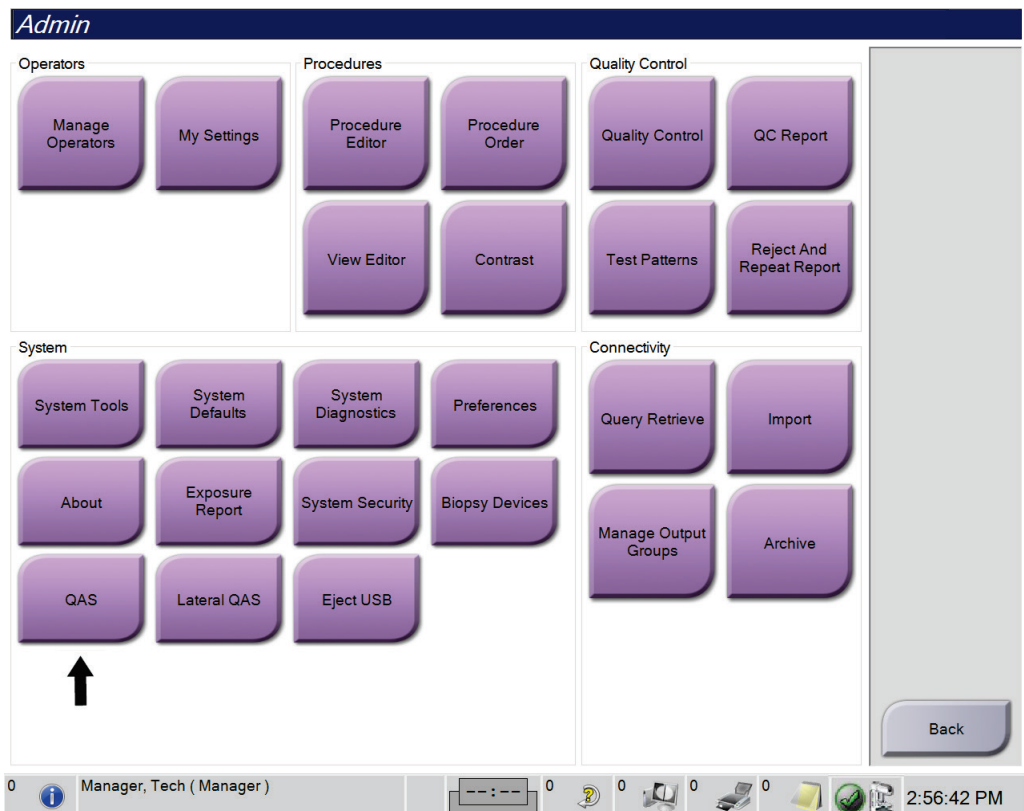 Admin
Operators
Manage
Operators
My Settings
Procedures
Procedure
Editor
Procedure
Order
View Editor
Contrast
Quality Control
Quality Control
QC Report
Test Patterns
Reject And
Repeat Report
System
System Tools
System
Defaults
System
Diagnostics
Preferences
About
Exposure
Report
System Security
Biopsy Devices
QAS
Lateral QAS
Eject USB
Connectivity
Query Retrieve
Import
Manage Output
Groups
Archive
Back
0
Manager, Tech ( Manager )
--:--
0
0
0
0
2:56:42 PM